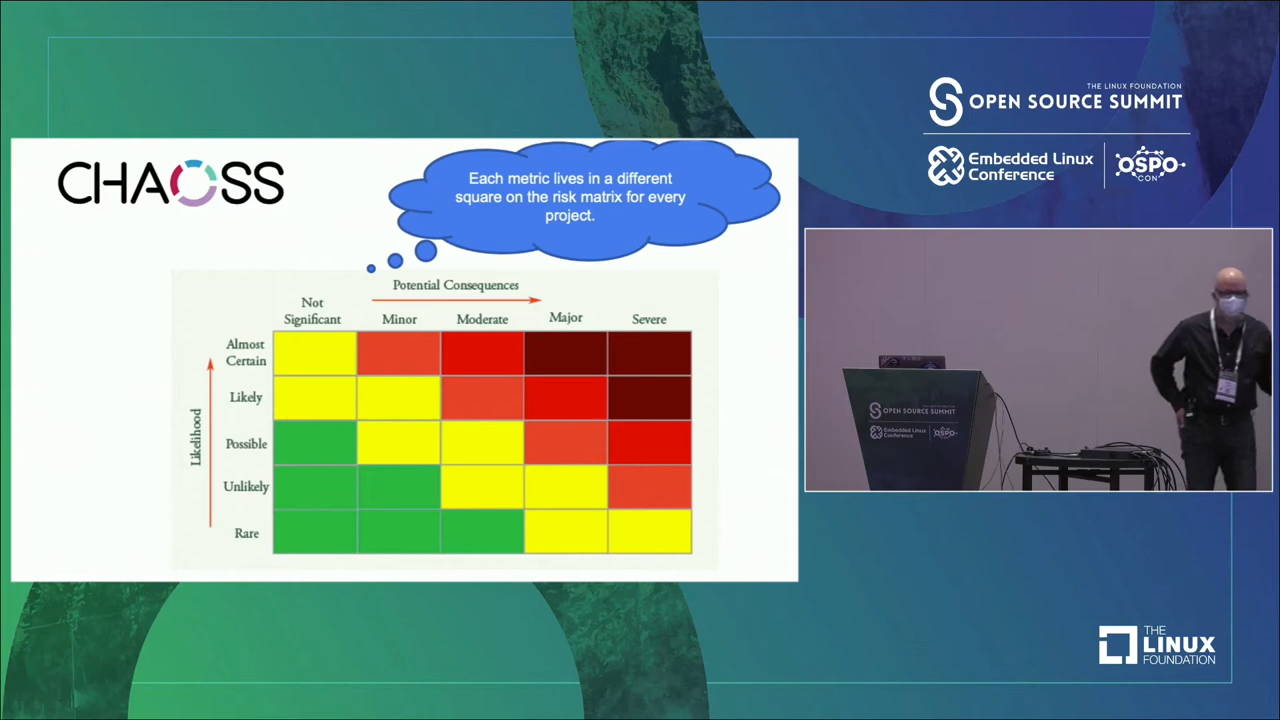 THE LINUX FOUNDATION
OPEN SOURCE SUMMIT
Embedded Linux
Conference
OSPO
CON
CHAOSS
Each metric lives in a different
square on the risk matrix for every
project.
Potential Consequences
Not
Significant
Minor
Moderate
Major
Severe
Likelihood
Almost
Certain
Likely
Possible
Unlikely
Rare
OPEN SOURCE SUMMIT
Embedded Linux
Conference
OSPO
THE
LINUX
FOUNDATION